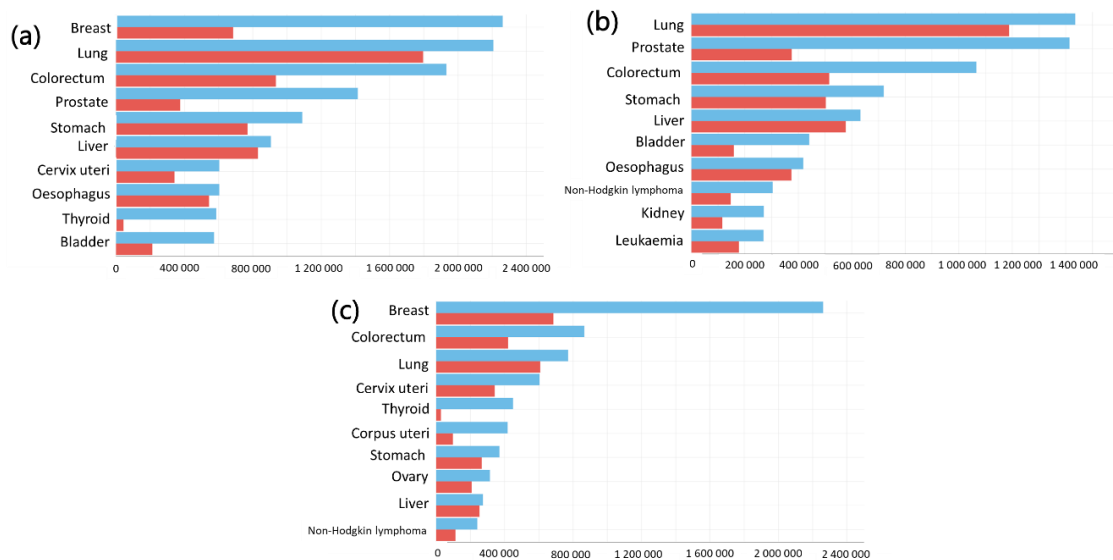 (a)
Breast
Lung
Colorectum
Prostate
Stomach
Liver
Cervix uteri
Oesophagus
Thyroid
Bladder
0 400 000 800 000 1 200 000 1 600 000 2 000 000 2 400 000
(b)
Lung
Prostate
Colorectum
Stomach
Liver
Bladder
Oesophagus
Non-Hodgkin lymphoma
Kidney
Leukaemia
0 200 000 400 000 600 000 800 000 1 000 000 1 200 000 1 400 000
(c)
Breast
Colorectum
Lung
Cervix uteri
Thyroid
Corpus uteri
Stomach
Ovary
Liver
Non-Hodgkin lymphoma
0 400 000 800 000 1 200 000 1 600 000 2 000 000 2 400 000